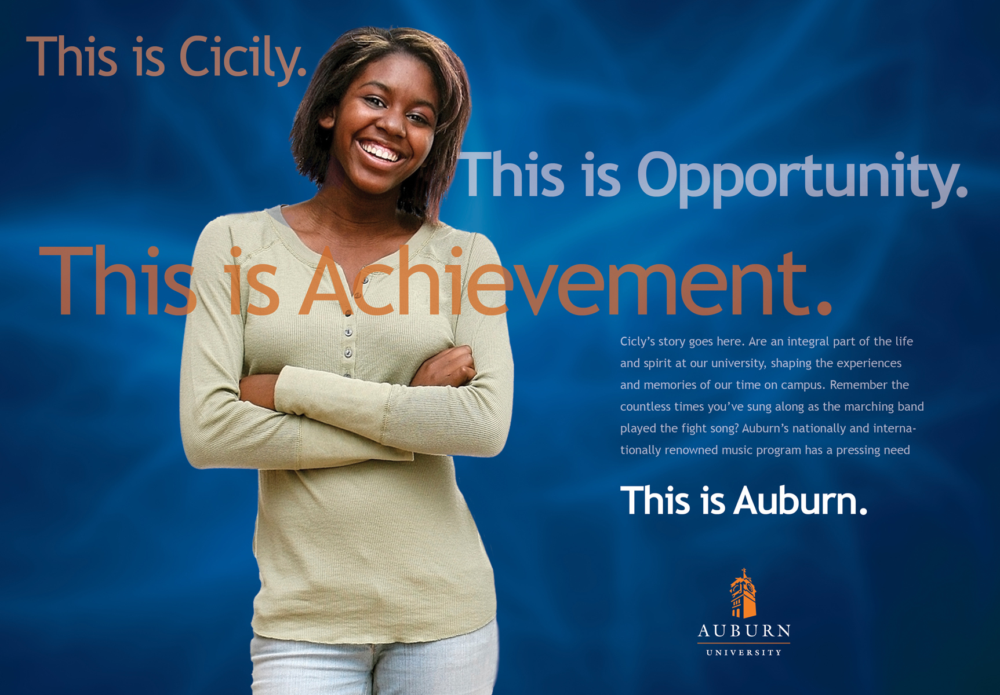 This is Cicily.
This is Opportunity.
This is Achievement.
Cicly’s story goes here. Are an integral part of the life
and spirit at our university, shaping the experiences
and memories of our time on campus. Remember the
countless times you’ve sung along as the marching band
played the fight song? Auburn’s nationally and interna-
tionally renowned music program has a pressing need
This is Auburn.
AUBURN
UNIVERSITY